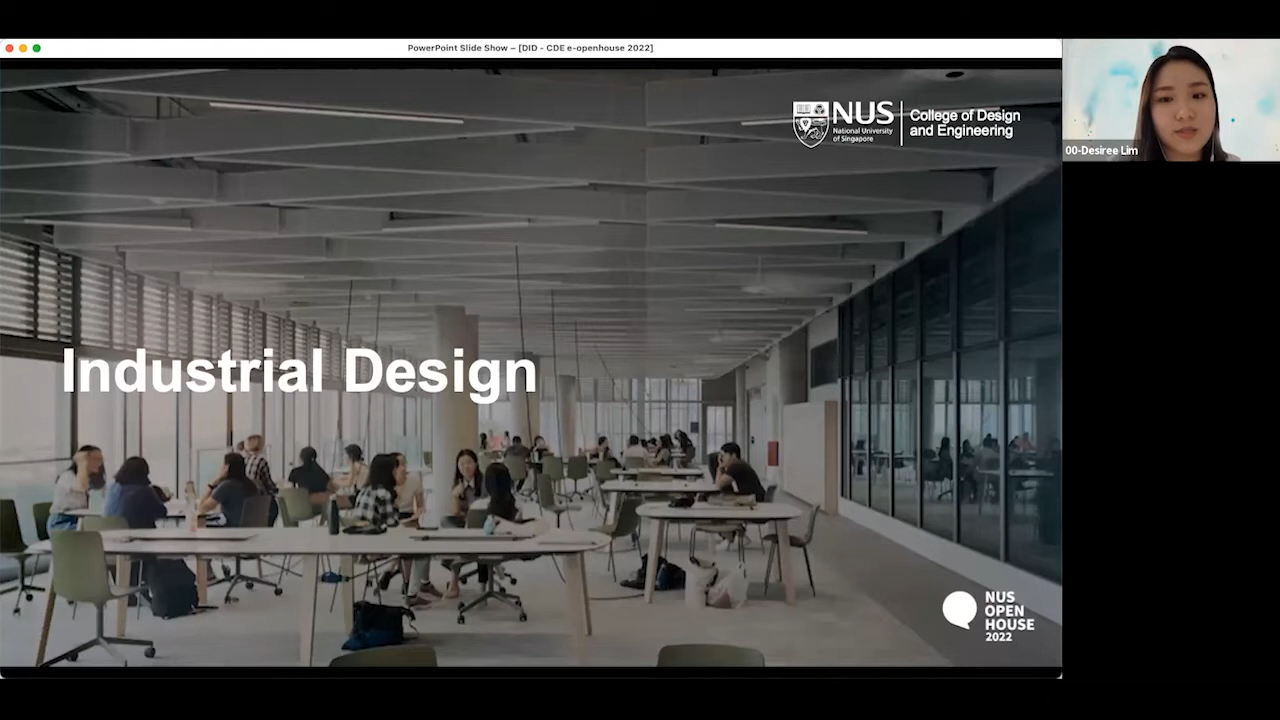 PowerPoint Slide Show – [DID - CDE e-openhouse 2022]
NUS
National University
of Singapore
College of Design
and Engineering
00-Desiree Lim
Industrial Design
NUS
OPEN
HOUSE
2022